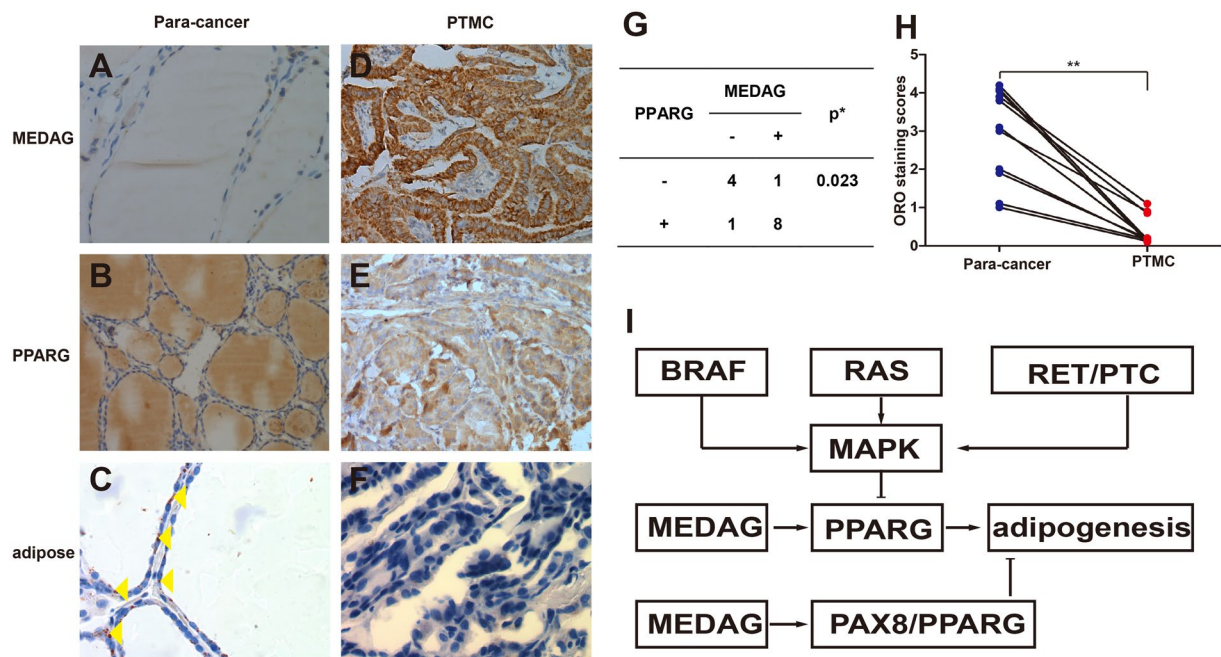 Para-cancer
PTMC
MEDAG
A
D
PPARG
B
E
adipose
C
F
G
MEDAG
PPARG
p*
- +
- 4 1 0.023
+ 1 8
H
**
ORO staining scores
5
4
3
2
1
0
Para-cancer
PTMC
I
BRAF
RAS
RET/PTC
MAPK
MEDAG
PPARG
adipogenesis
MEDAG
PAX8/PPARG